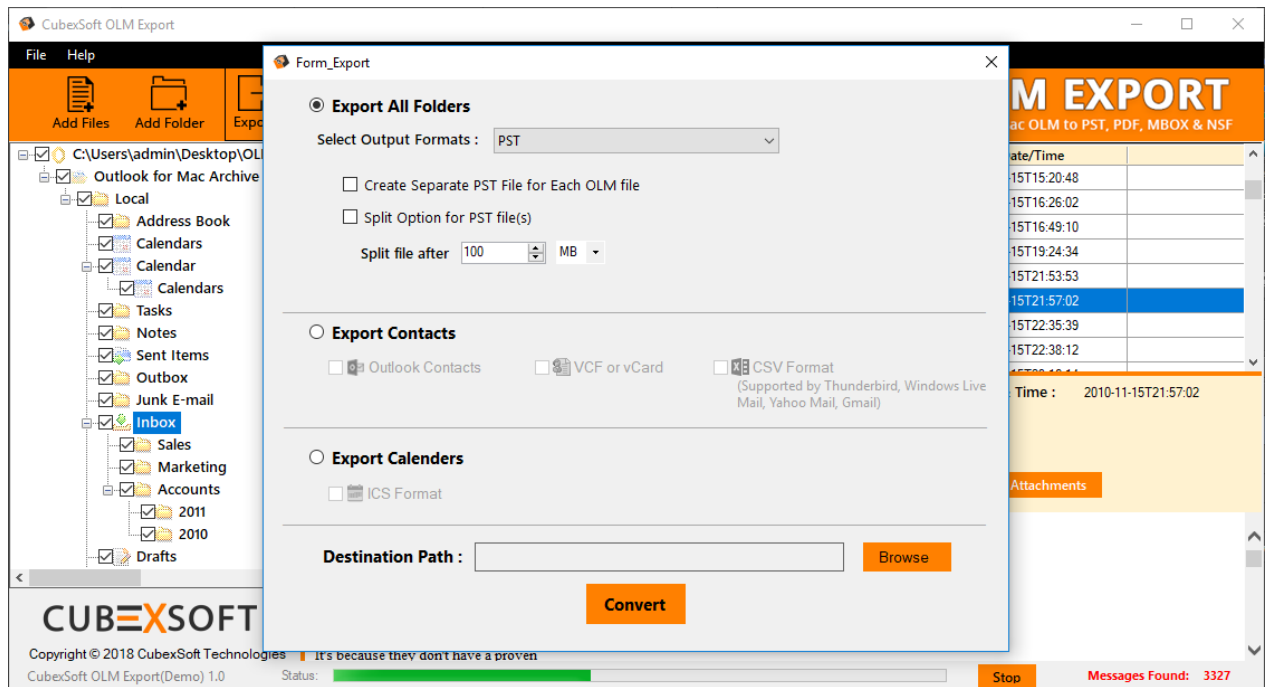 CubexSoft OLM Export
File Help
Add Files Add Folder
M EXPORT
ac OLM to PST, PDF, MBOX & NSF
C:\Users\admin\Desktop\OL
Outlook for Mac Archive
Local
Address Book
Calendars
Calendar
Calendars
Tasks
Notes
Sent Items
Outbox
Junk E-mail
Inbox
Sales
Marketing
Accounts
2011
2010
Drafts
Form_Export
Export All Folders
Select Output Formats : PST
Create Separate PST File for Each OLM file
Split Option for PST file(s)
Split file after 100 MB
Export Contacts
Outlook Contacts VCF or vCard CSV Format
(Supported by Thunderbird, Windows Live
Mail, Yahoo Mail, Gmail)
Export Calenders
ICS Format
Destination Path : Browse
Convert
ate/Time
15T15:20:48
15T16:26:02
15T16:49:10
15T19:24:34
15T21:53:53
15T21:57:02
15T22:35:39
15T22:38:12
Time : 2010-11-15T21:57:02
Attachments
CUBEXSOFT
Copyright © 2018 CubexSoft Technologies
It's because they don't have a proven
CubexSoft OLM Export(Demo) 1.0 Status: Stop Messages Found: 3327